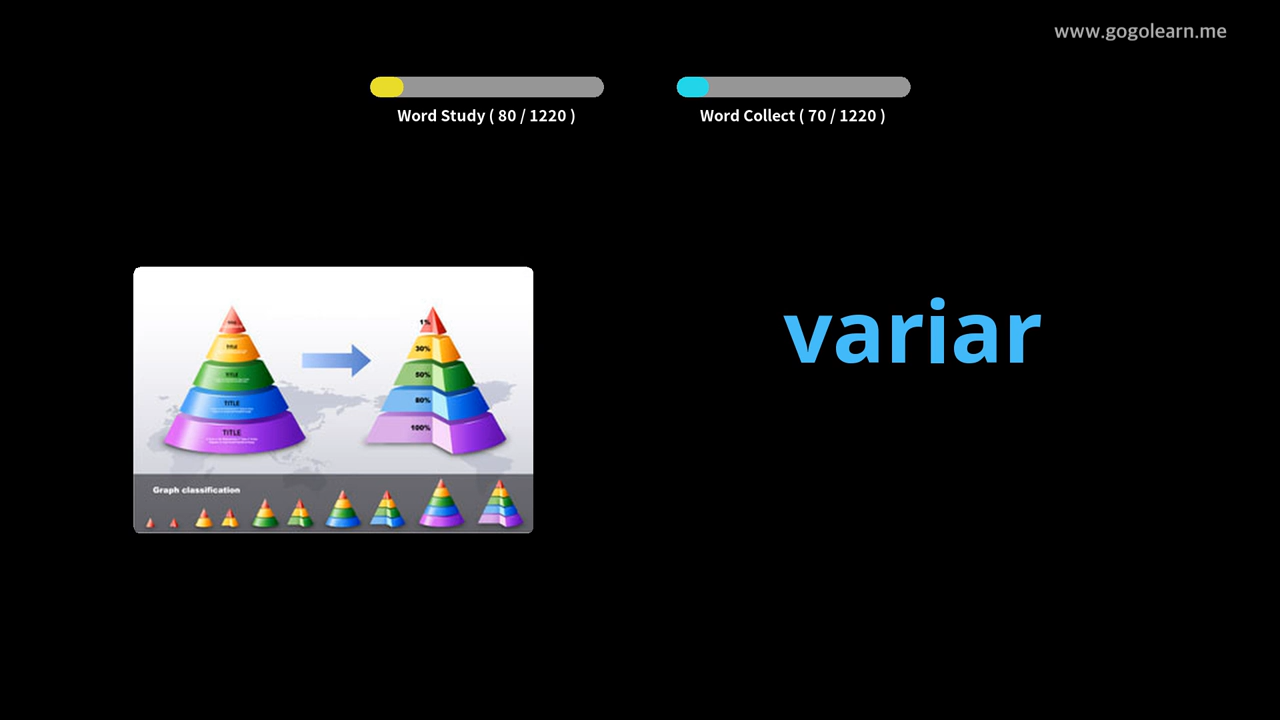 www.gogolearn.me
Word Study ( 80 / 1220 )
Word Collect ( 70 / 1220 )
variar
TITLE
TITLE
TITLE
TITLE
1%
30%
50%
80%
100%
Graph classification